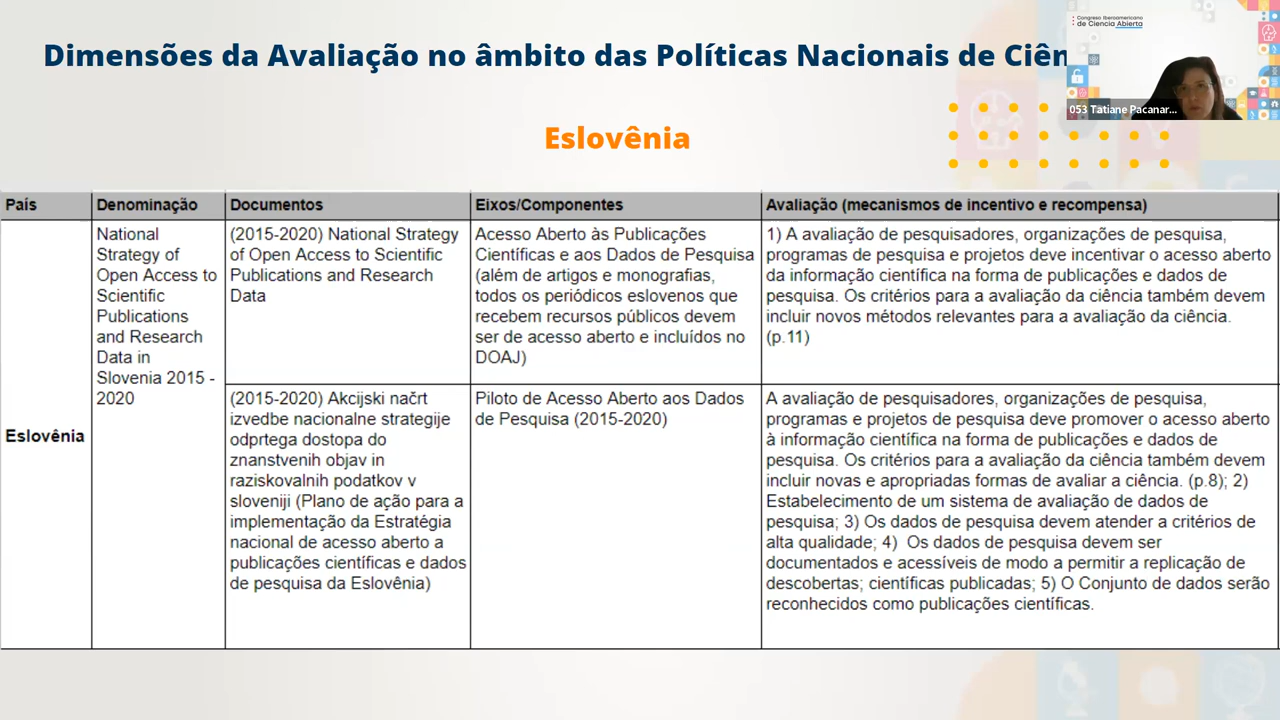 Dimensões da Avaliação no âmbito das Políticas Nacionais de Ciên
Congreso Iberoamericano
de Ciencia Abierta
053 Tatiane Pacanar...
Eslovênia
País
Denominação
Documentos
Eixos/Componentes
Avaliação (mecanismos de incentivo e recompensa)
Eslovênia
National
Strategy of
Open Access to
Scientific
Publications
and Research
Data in
Slovenia 2015 -
2020
(2015-2020) National Strategy
of Open Access to Scientific
Publications and Research
Data
Acesso Aberto às Publicações
Científicas e aos Dados de Pesquisa
(além de artigos e monografias,
todos os periódicos eslovenos que
recebem recursos públicos devem
ser de acesso aberto e incluídos no
DOAJ)
1) A avaliação de pesquisadores, organizações de pesquisa,
programas de pesquisa e projetos deve incentivar o acesso aberto
da informação científica na forma de publicações e dados de
pesquisa. Os critérios para a avaliação da ciência também devem
incluir novos métodos relevantes para a avaliação da ciência.
(p.11)
(2015-2020) Akcijski načrt
izvedbe nacionalne strategije
odprtega dostopa do
znanstvenih objav in
raziskovalnih podatkov v
sloveniji (Plano de ação para a
implementação da Estratégia
nacional de acesso aberto a
publicações científicas e dados
de pesquisa da Eslovênia)
Piloto de Acesso Aberto aos Dados
de Pesquisa (2015-2020)
A avaliação de pesquisadores, organizações de pesquisa,
programas e projetos de pesquisa deve promover o acesso aberto
à informação científica na forma de publicações e dados de
pesquisa. Os critérios para a avaliação da ciência também devem
incluir novas e apropriadas formas de avaliar a ciência. (p.8); 2)
Estabelecimento de um sistema de avaliação de dados de
pesquisa; 3) Os dados de pesquisa devem atender a critérios de
alta qualidade; 4) Os dados de pesquisa devem ser
documentados e acessíveis de modo a permitir a replicação de
descobertas; científicas publicadas; 5) O Conjunto de dados serão
reconhecidos como publicações científicas.